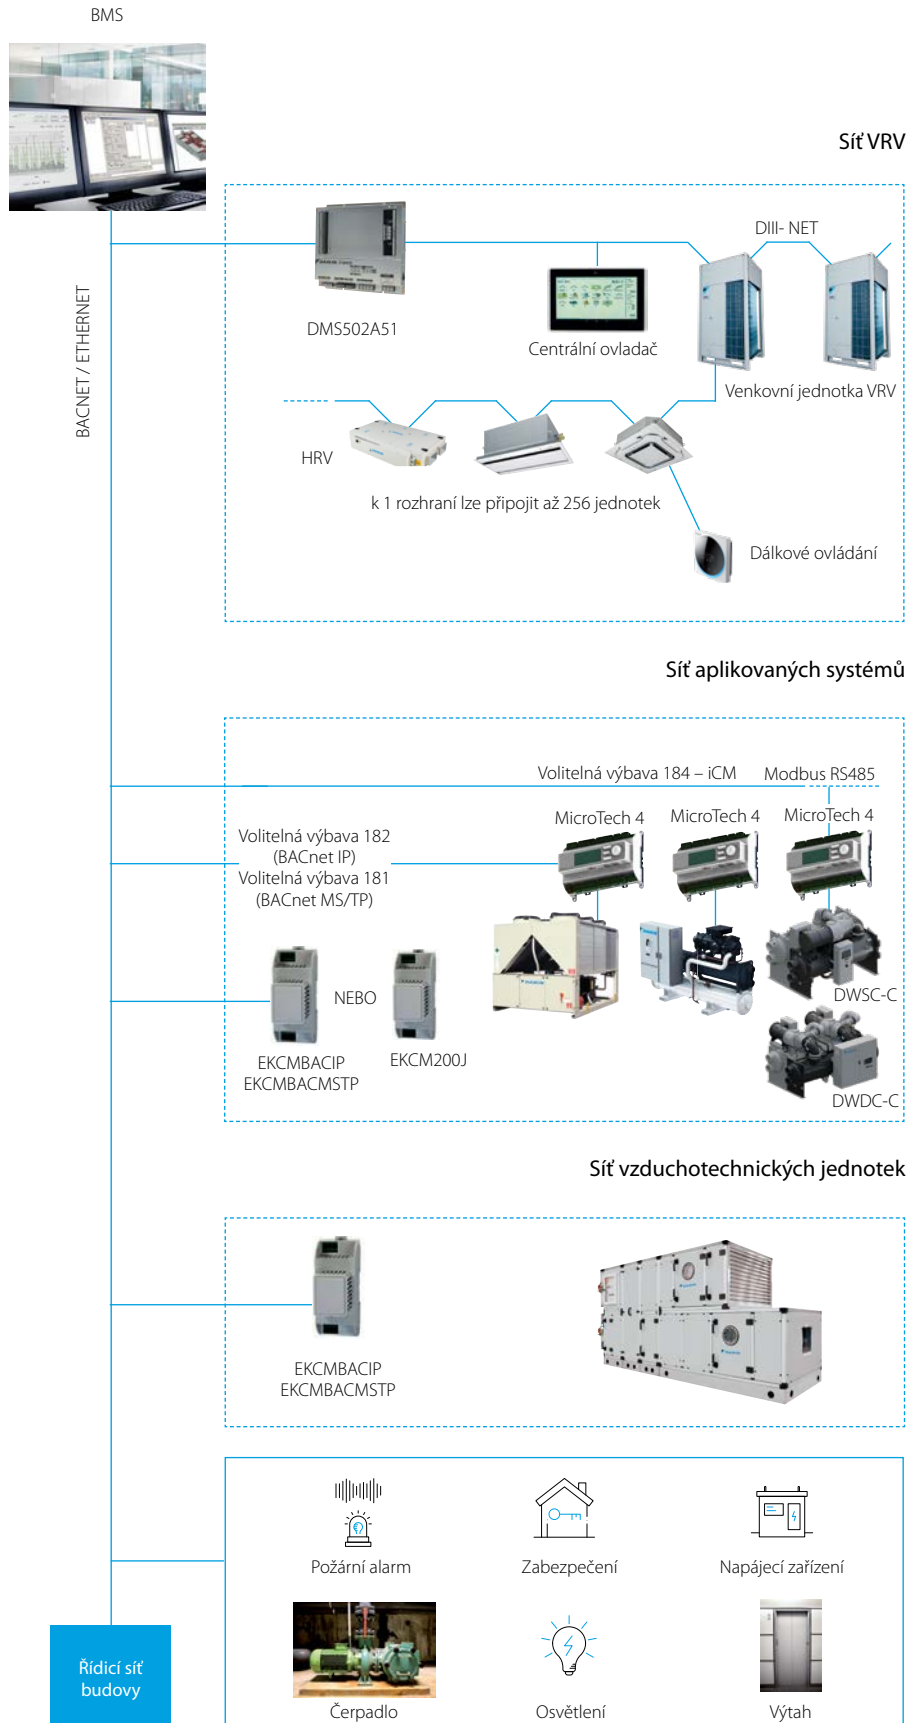 BMS
Síť VRV
DIII- NET
DMS502A51
Centrální ovladač
Venkovní jednotka VRV
BACNET / ETHERNET
HRV
k 1 rozhraní lze připojit až 256 jednotek
Dálkové ovládání
Síť aplikovaných systémů
Volitelná výbava 184 – iCM
Modbus RS485
MicroTech 4
MicroTech 4
MicroTech 4
Volitelná výbava 182
(BACnet IP)
Volitelná výbava 181
(BACnet MS/TP)
NEBO
DWSC-C
EKCMBACIP
EKCMBACMSTP
EKCM200J
DWDC-C
Síť vzduchotechnických jednotek
EKCMBACIP
EKCMBACMSTP
Požární alarm
Zabezpečení
Napájecí zařízení
Řídicí síť
budovy
Čerpadlo
Osvětlení
Výtah